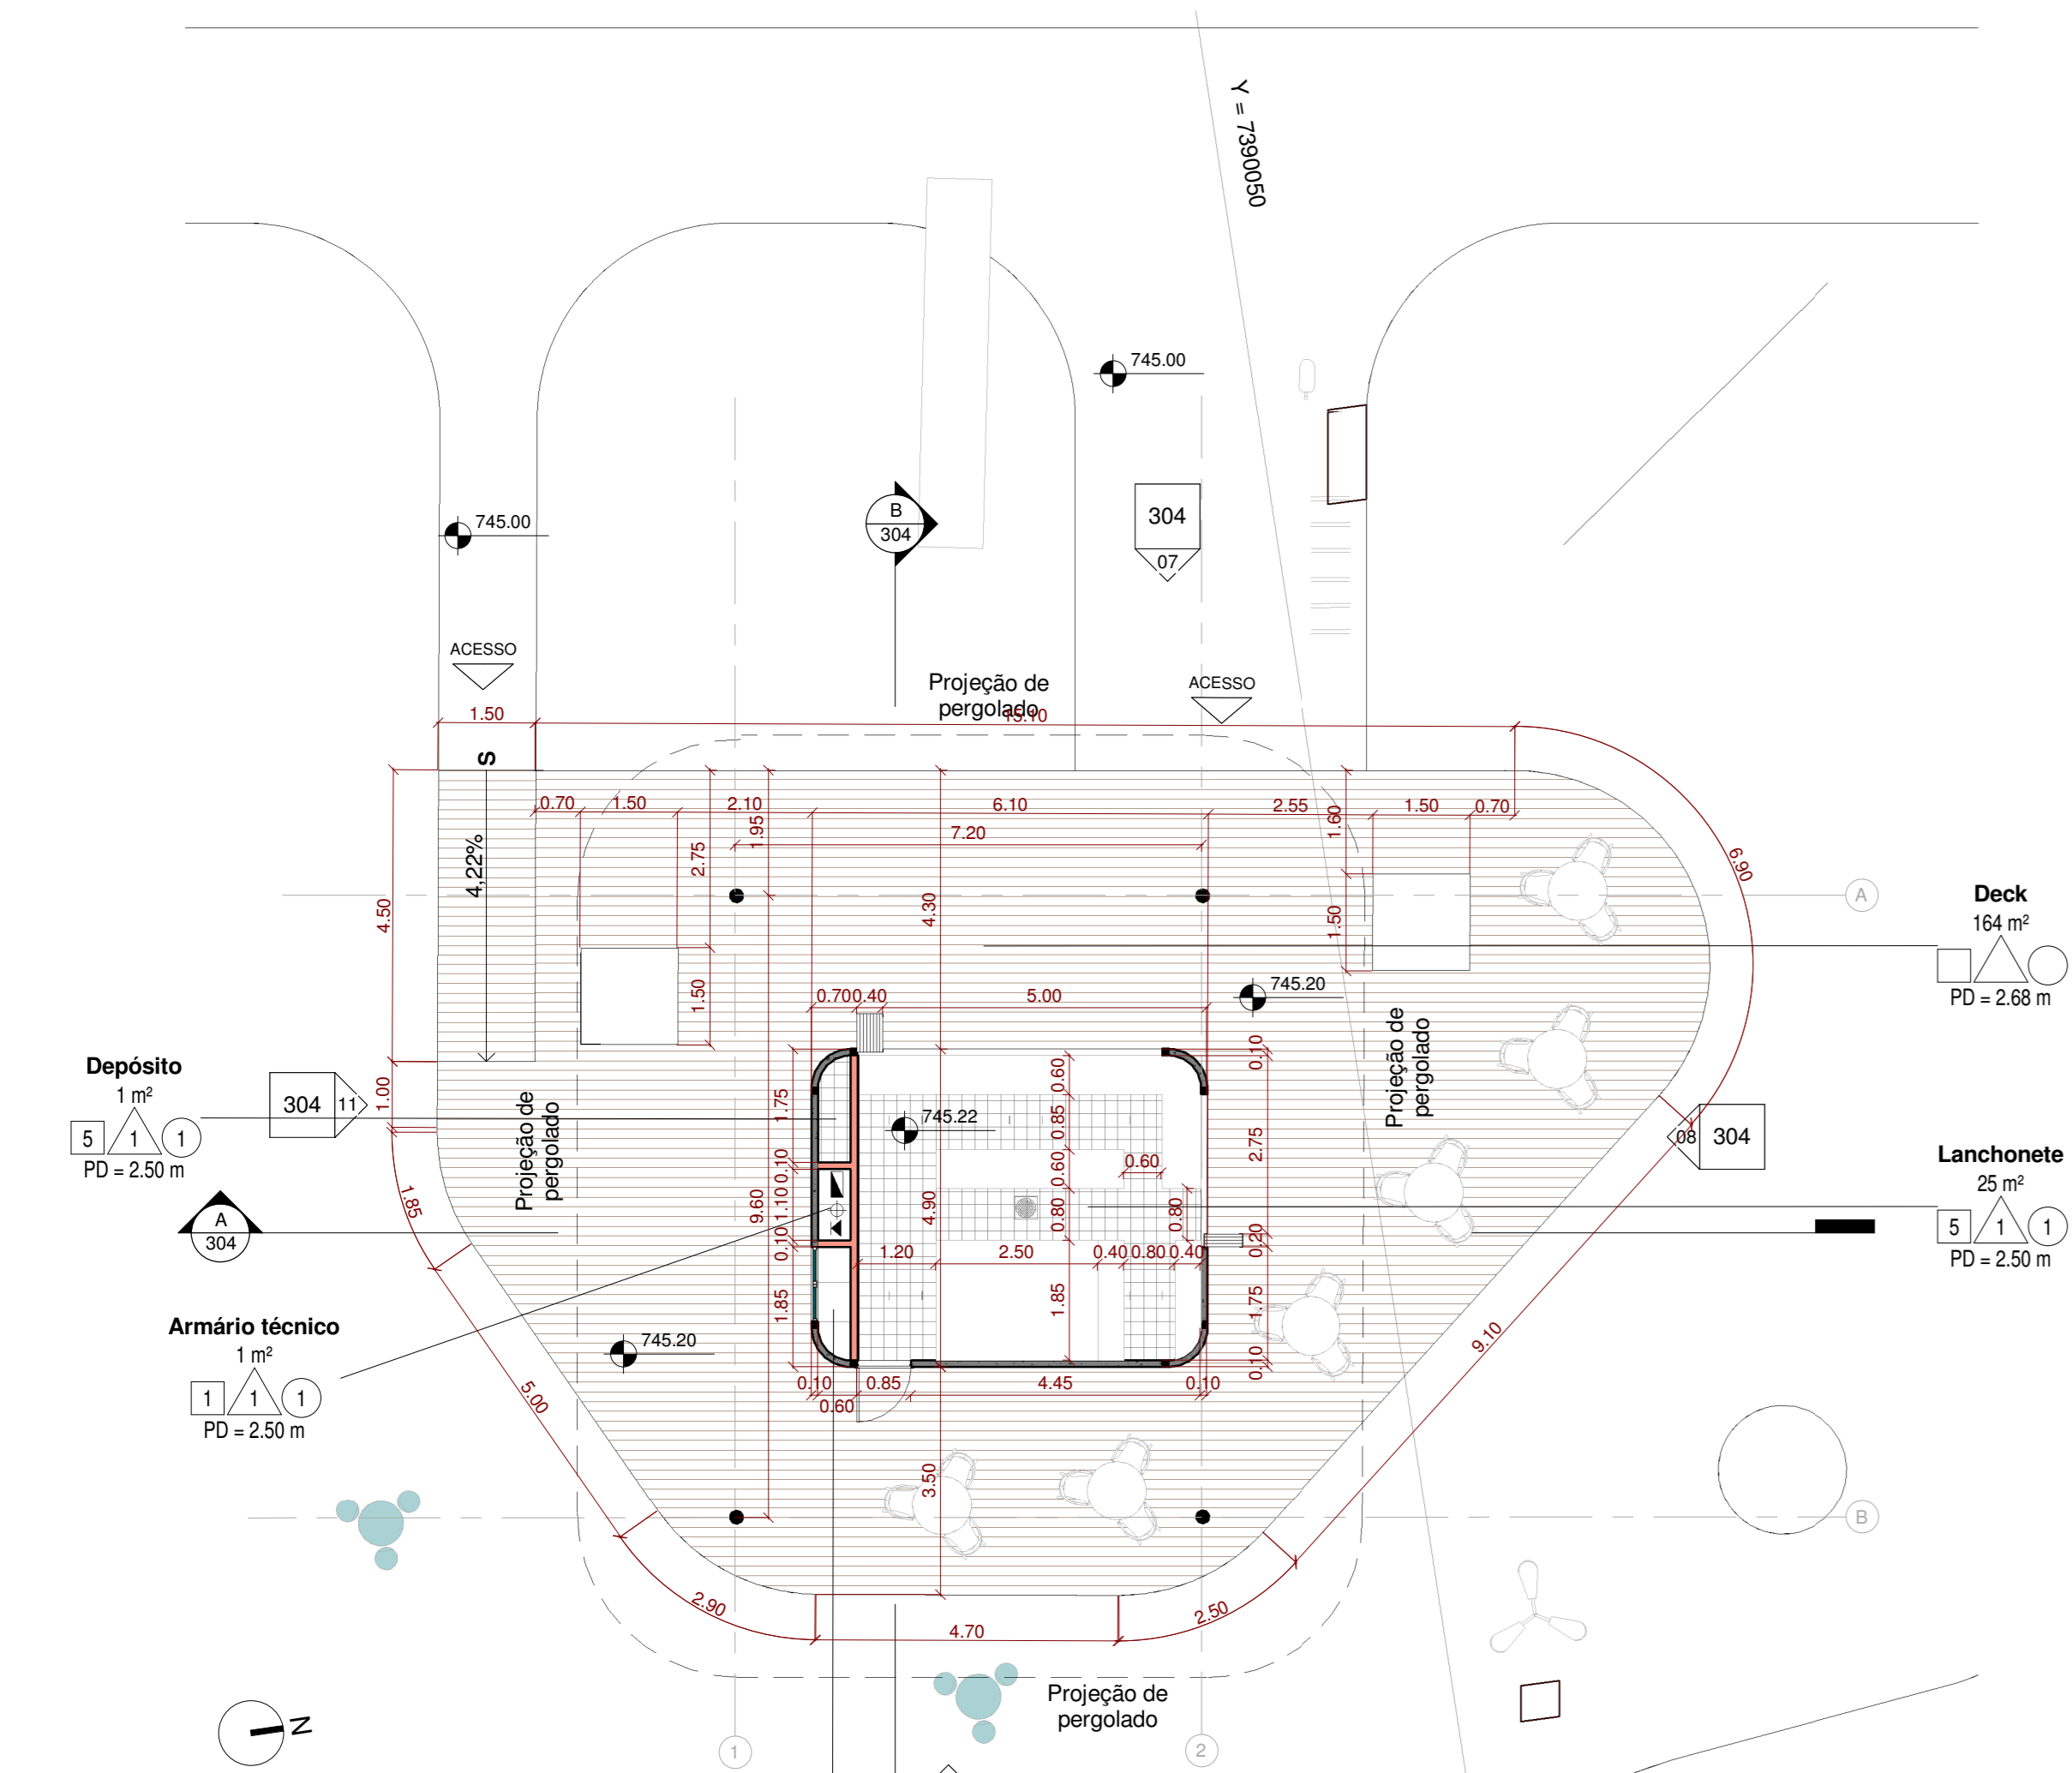 Y = 7390050
745.00
745.00
B
304
304
07
ACESSO
ACESSO
Projeção de
pergolado
1.50
15.10
S
4,22%
0.70
1.50
2.10
6.10
2.55
1.50
0.70
1.95
7.20
1.60
2.75
4.50
4.30
1.50
6.90
A
Deck
164 m²
PD = 2.68 m
1.50
745.20
0.70
0.40
5.00
Projeção de
pergolado
Projeção de
pergolado
Depósito
1 m²
5
1
1
PD = 2.50 m
304
11
1.00
1.75
745.22
0.60
0.85
0.60
0.80
0.60
0.80
0.10
2.75
0.20
1.75
0.10
08
304
Lanchonete
25 m²
5
1
1
PD = 2.50 m
A
304
1.85
9.60
0.10
1.10
0.10
1.85
4.90
1.20
2.50
0.40
0.80
0.40
1.85
Armário técnico
1 m²
1
1
1
PD = 2.50 m
745.20
0.10
0.60
0.85
4.45
0.10
5.00
9.10
3.50
B
2.90
4.70
2.50
Projeção de
pergolado
N
1
2